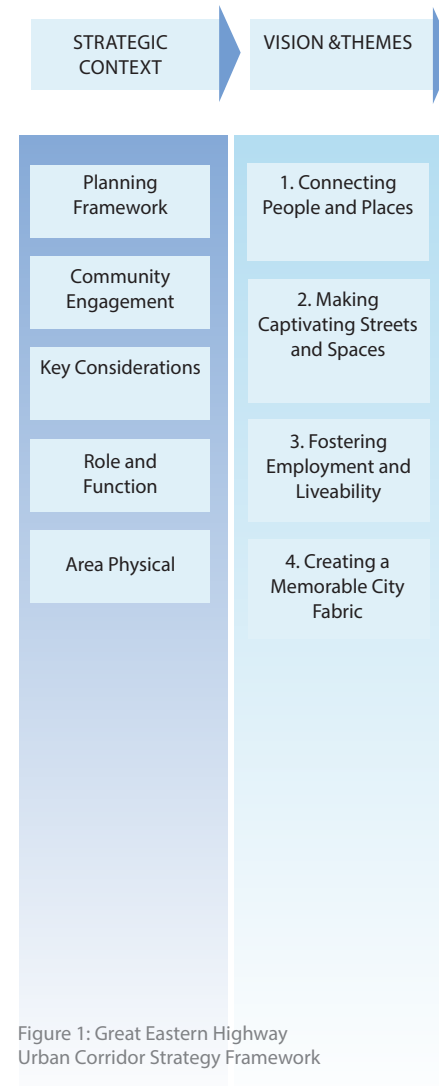 STRATEGIC
CONTEXT
VISION &THEMES
Planning
Framework
Community
Engagement
Key Considerations
Role and
Function
Area Physical
1. Connecting
People and Places
2. Making
Captivating Streets
and Spaces
3. Fostering
Employment and
Liveability
4. Creating a
Memorable City
Fabric
Figure 1: Great Eastern Highway
Urban Corridor Strategy Framework